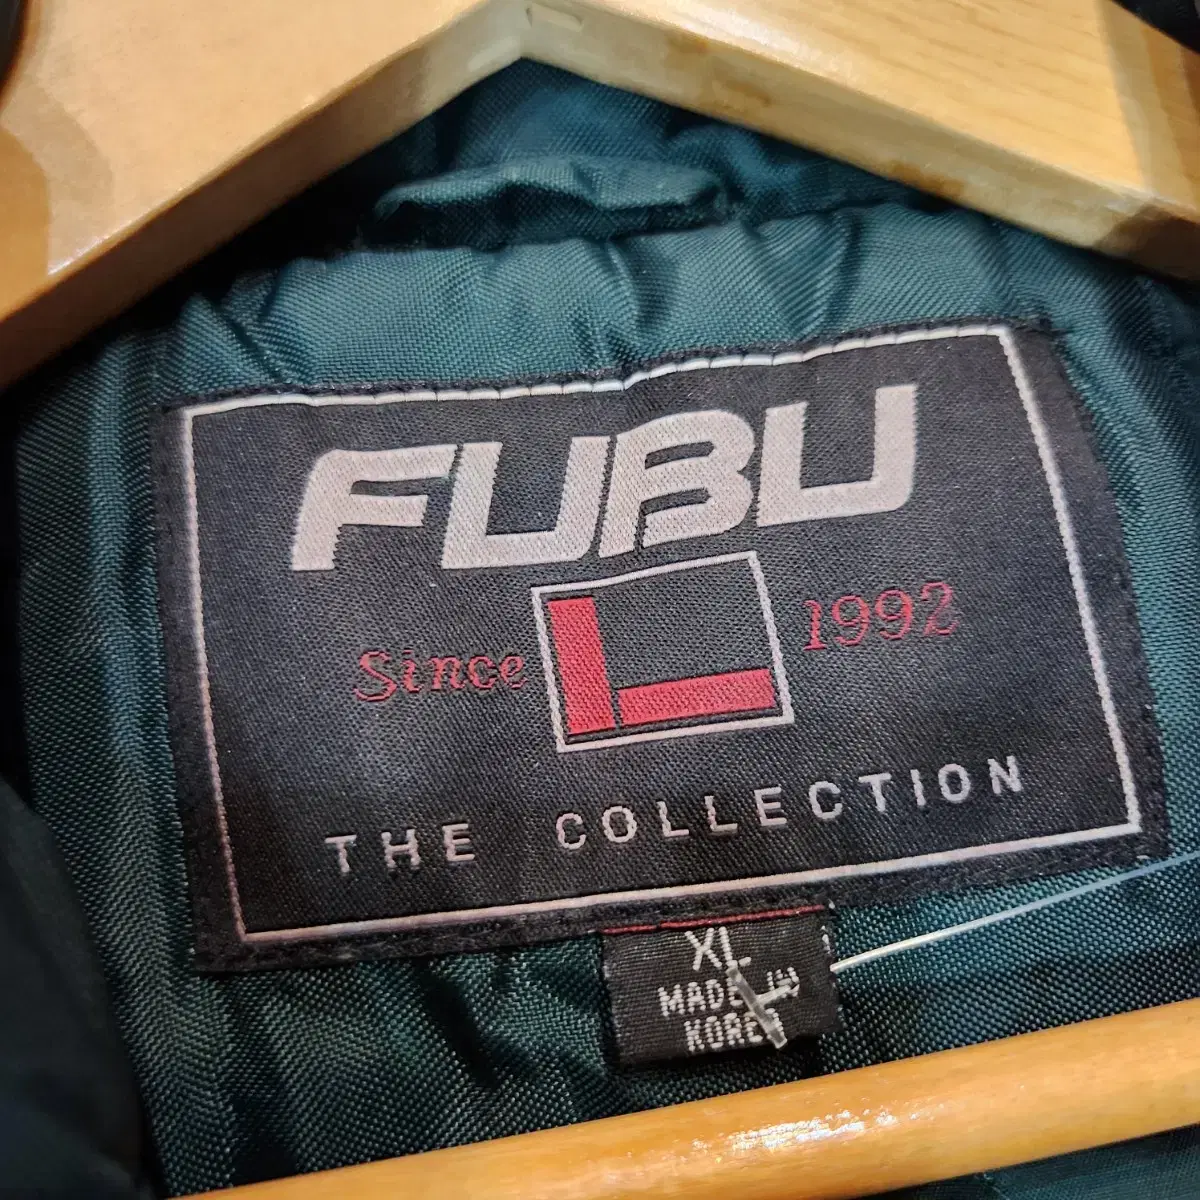 FUBU
Since 1992
THE COLLECTION
XL
MADE IN
KOREA